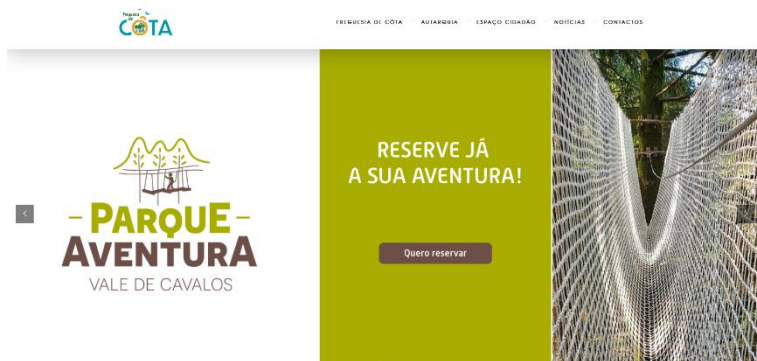 Freguesia de
CÔTA
FREGUESIA DE CÔTA
AUTARQUIA
ESPAÇO CIDADÃO
NOTÍCIAS
CONTACTOS
PARQUE
AVENTURA
VALE DE CAVALOS
RESERVE JÁ
A SUA AVENTURA!
Quero reservar